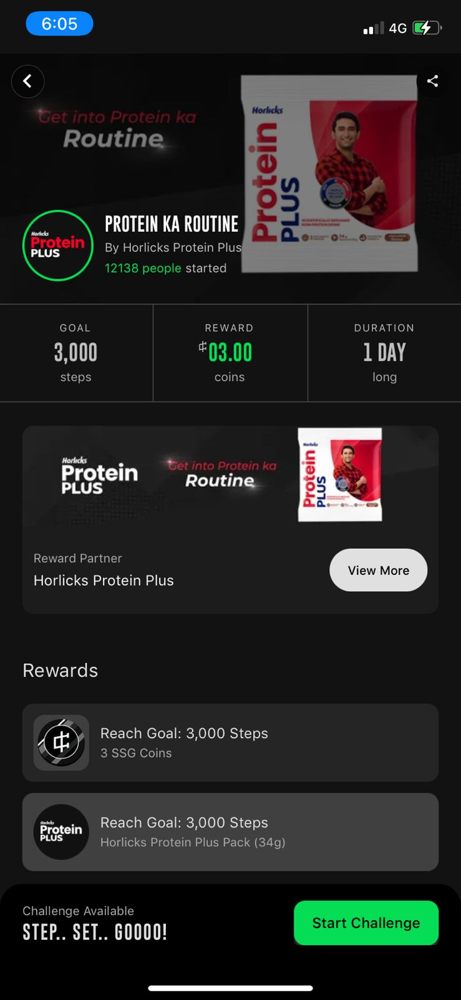 6:05
4G
Get into Protein ka
Routine
Horlicks
Protein
PLUS
Horlicks
Protein
PLUS
PROTEIN KA ROUTINE
By Horlicks Protein Plus
12138 people started
GOAL
3,000
steps
REWARD
03.00
coins
DURATION
1 DAY
long
Horlicks
Protein
PLUS
Get into Protein ka
Routine
Horlicks
Protein
PLUS
Reward Partner
Horlicks Protein Plus
View More
Rewards
Reach Goal: 3,000 Steps
3 SSG Coins
Horlicks
Protein
PLUS
Reach Goal: 3,000 Steps
Horlicks Protein Plus Pack (34g)
Challenge Available
STEP.. SET.. GOOOO!
Start Challenge